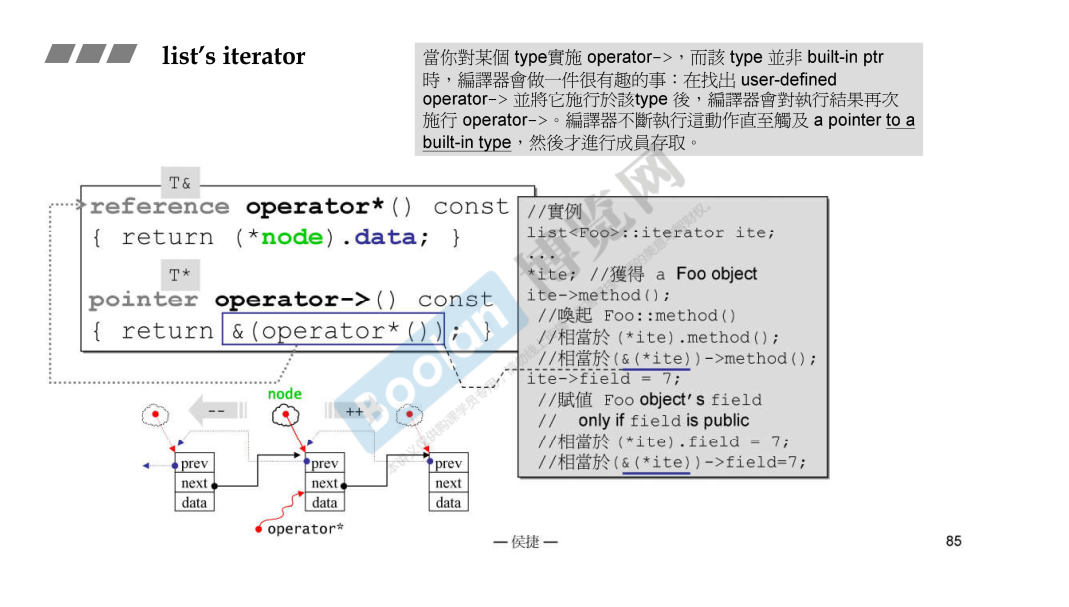 list's iterator
當你對某個 type實施 operator->，而該 type 並非 built-in ptr
時，編譯器會做一件很有趣的事：在找出 user-defined
operator-> 並將它施行於該type 後，編譯器會對執行結果再次
施行 operator->。編譯器不斷執行這動作直至觸及 a pointer to a
built-in type，然後才進行成員存取。
T&
reference operator*() const
{ return (*node).data; }
T*
pointer operator->() const
{ return &(operator*()); }
//實例
list<Foo>::iterator ite;
...
*ite; //獲得 a Foo object
ite->method();
//喚起 Foo::method()
//相當於 (*ite).method();
//相當於(&(*ite))->method();
ite->field = 7;
//賦值 Foo object's field
// only if field is public
//相當於 (*ite).field = 7;
//相當於(&(*ite))->field=7;
node
--
++
prev
next
data
prev
next
data
prev
next
data
operator*
Boolan 博览网
— 侯捷 —
85